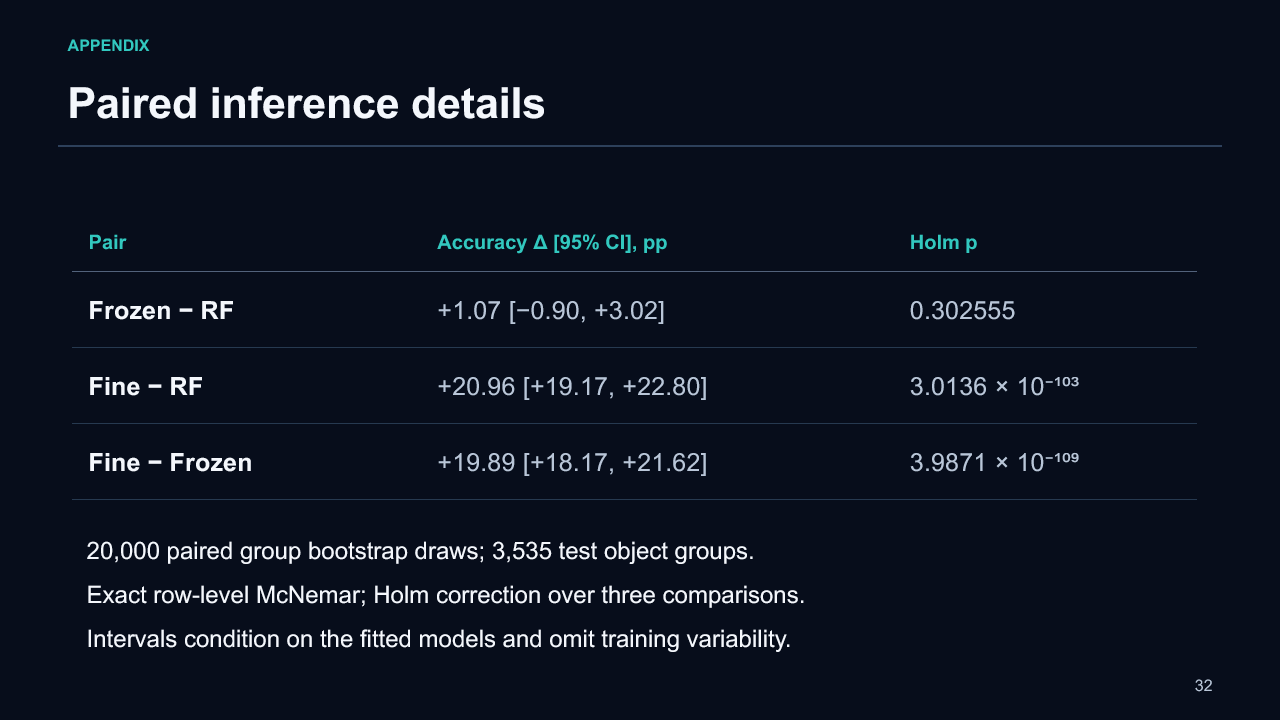 APPENDIX
Paired inference details
Pair Accuracy Δ [95% CI], pp Holm p
Frozen − RF +1.07 [−0.90, +3.02] 0.302555
Fine − RF +20.96 [+19.17, +22.80] 3.0136 × 10⁻¹⁰³
Fine − Frozen +19.89 [+18.17, +21.62] 3.9871 × 10⁻¹⁰⁹
20,000 paired group bootstrap draws; 3,535 test object groups.
Exact row-level McNemar; Holm correction over three comparisons.
Intervals condition on the fitted models and omit training variability.
32